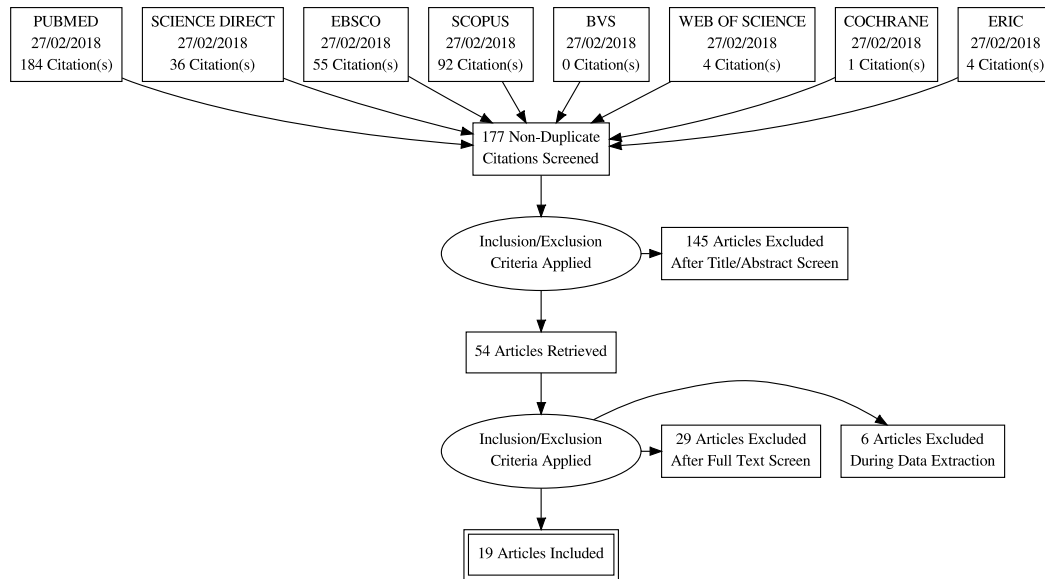 PUBMED
27/02/2018
184 Citation(s)
SCIENCE DIRECT
27/02/2018
36 Citation(s)
EBSCO
27/02/2018
55 Citation(s)
SCOPUS
27/02/2018
92 Citation(s)
BVS
27/02/2018
0 Citation(s)
WEB OF SCIENCE
27/02/2018
4 Citation(s)
COCHRANE
27/02/2018
1 Citation(s)
ERIC
27/02/2018
4 Citation(s)
177 Non-Duplicate
Citations Screened
Inclusion/Exclusion
Criteria Applied
145 Articles Excluded
After Title/Abstract Screen
54 Articles Retrieved
Inclusion/Exclusion
Criteria Applied
29 Articles Excluded
After Full Text Screen
6 Articles Excluded
During Data Extraction
19 Articles Included